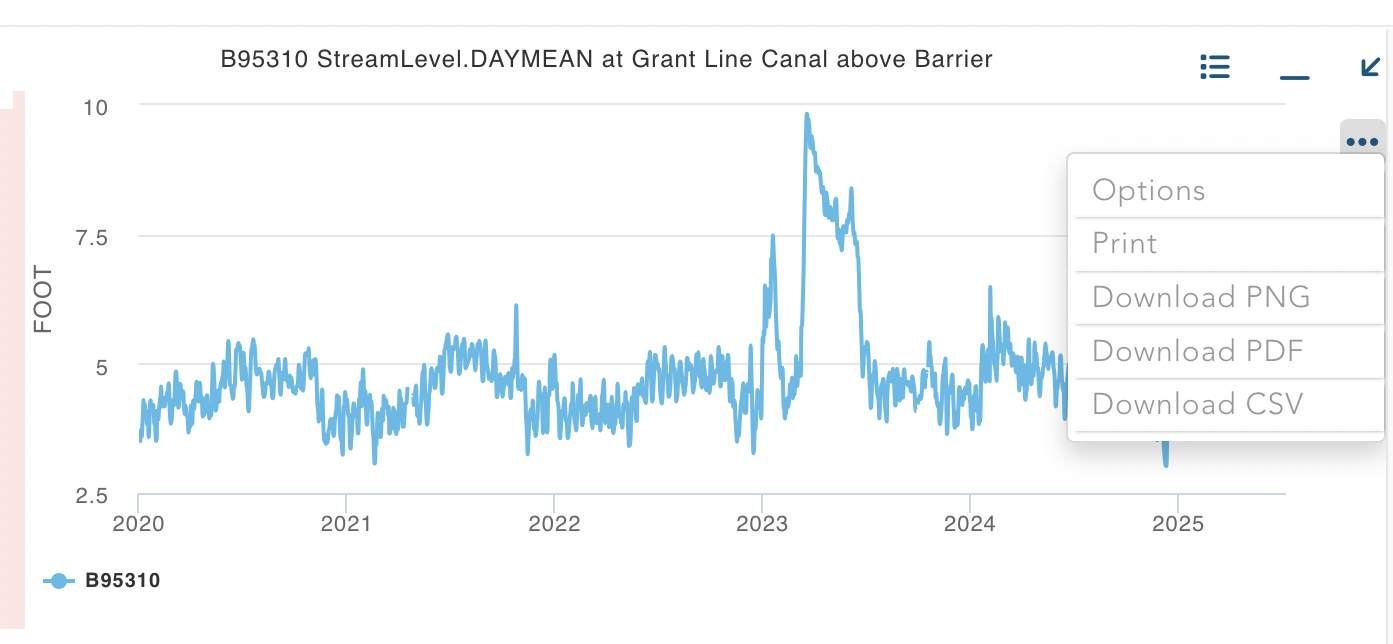 B95310 StreamLevel.DAYMEAN at Grant Line Canal above Barrier
10
7.5
5
2.5
FOOT
2020 2021 2022 2023 2024 2025
B95310
Options
Print
Download PNG
Download PDF
Download CSV